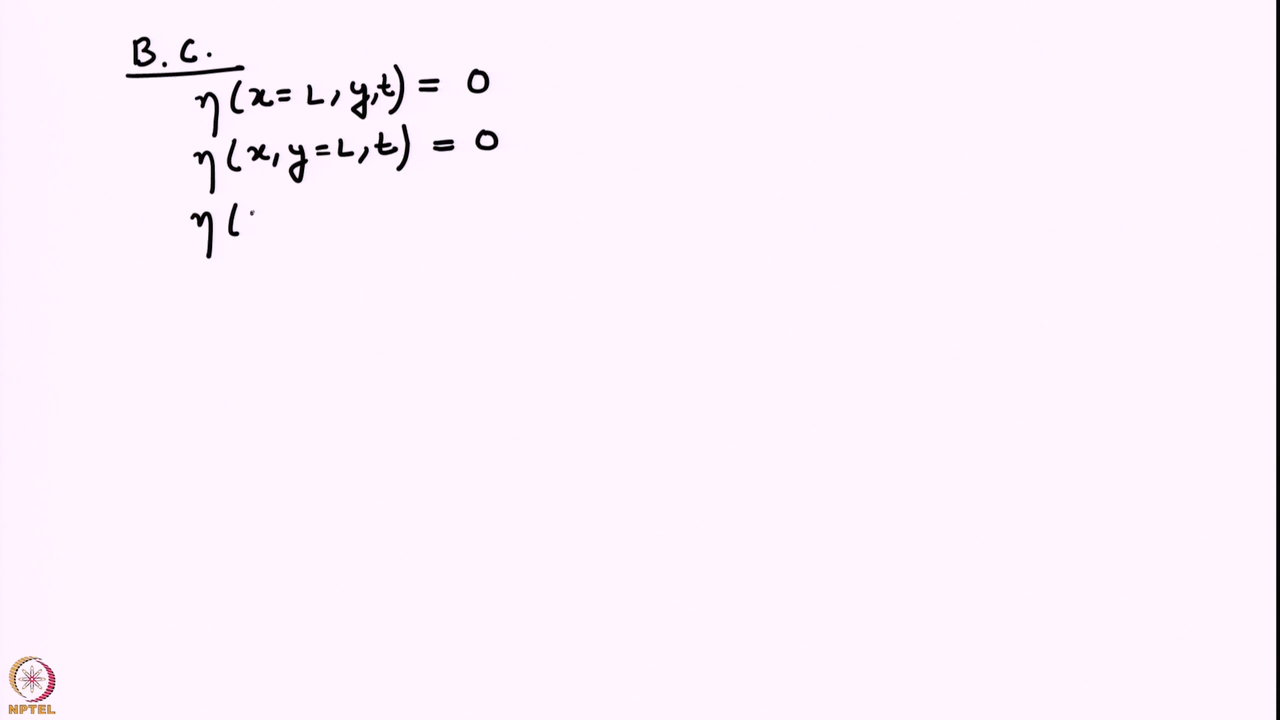 B.C.
η(x=L, y,t) = 0
η(x, y=L, t) = 0
η(
NPTEL